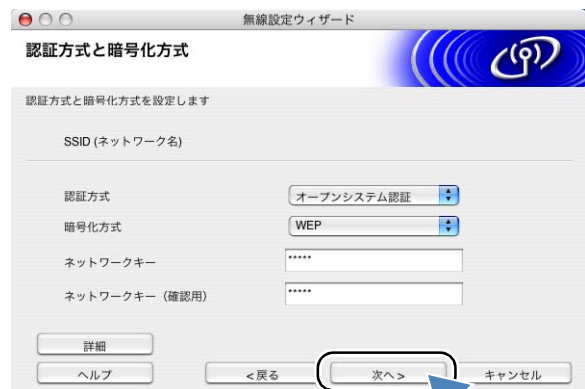 無線設定ウィザード
認証方式と暗号化方式
認証方式と暗号化方式を設定します
SSID (ネットワーク名)
認証方式 オープンシステム認証
暗号化方式 WEP
ネットワークキー *****
ネットワークキー（確認用） *****
詳細
ヘルプ <戻る 次へ> キャンセル